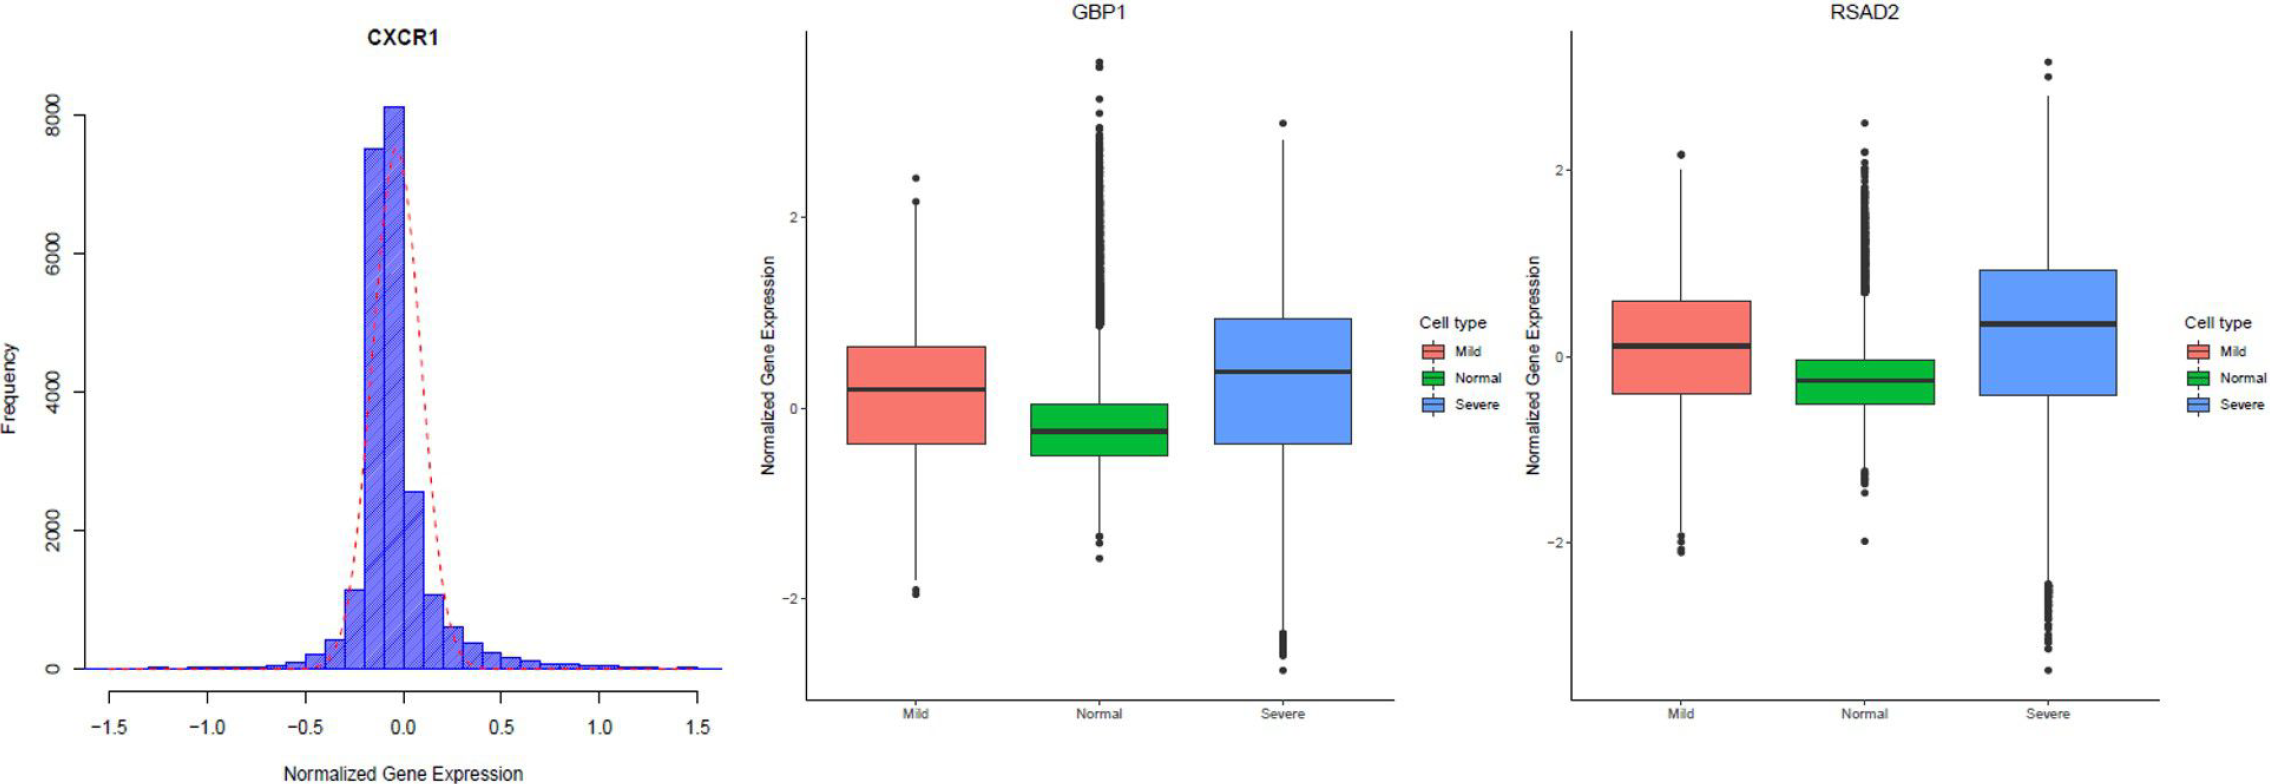 CXCR1
8000
6000
4000
2000
0
Frequency
−1.5 −1.0 −0.5 0.0 0.5 1.0 1.5
Normalized Gene Expression
GBP1
2
0
−2
Normalized Gene Expression
Mild Normal Severe
Cell type
Mild
Normal
Severe
RSAD2
2
0
−2
Normalized Gene Expression
Mild Normal Severe
Cell type
Mild
Normal
Severe